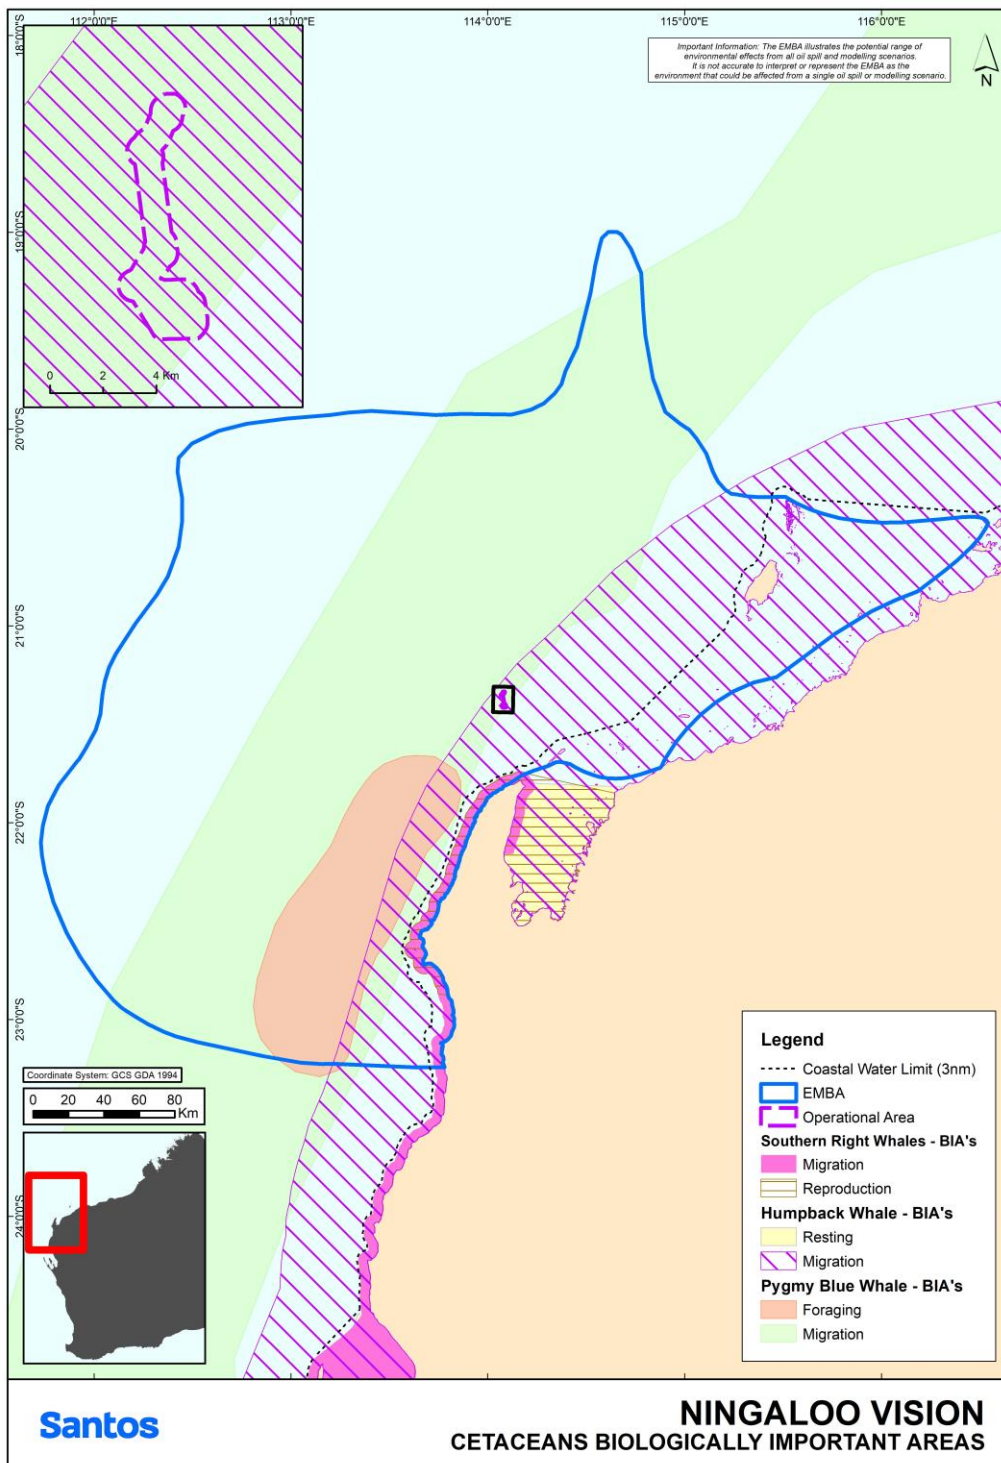 112°0'0"E
113°0'0"E
114°0'0"E
115°0'0"E
116°0'0"E
18°0'0"S
19°0'0"S
20°0'0"S
21°0'0"S
22°0'0"S
23°0'0"S
24°0'0"S
Important Information: The EMBA illustrates the potential range of
environmental effects from all oil spill and modelling scenarios.
It is not accurate to interpret or represent the EMBA as the
environment that could be affected from a single oil spill or modelling scenario.
N
0 2 4 Km
Coordinate System: GCS GDA 1994
0 20 40 60 80
Km
Legend
Coastal Water Limit (3nm)
EMBA
Operational Area
Southern Right Whales - BIA's
Migration
Reproduction
Humpback Whale - BIA's
Resting
Migration
Pygmy Blue Whale - BIA's
Foraging
Migration
Santos
NINGALOO VISION
CETACEANS BIOLOGICALLY IMPORTANT AREAS